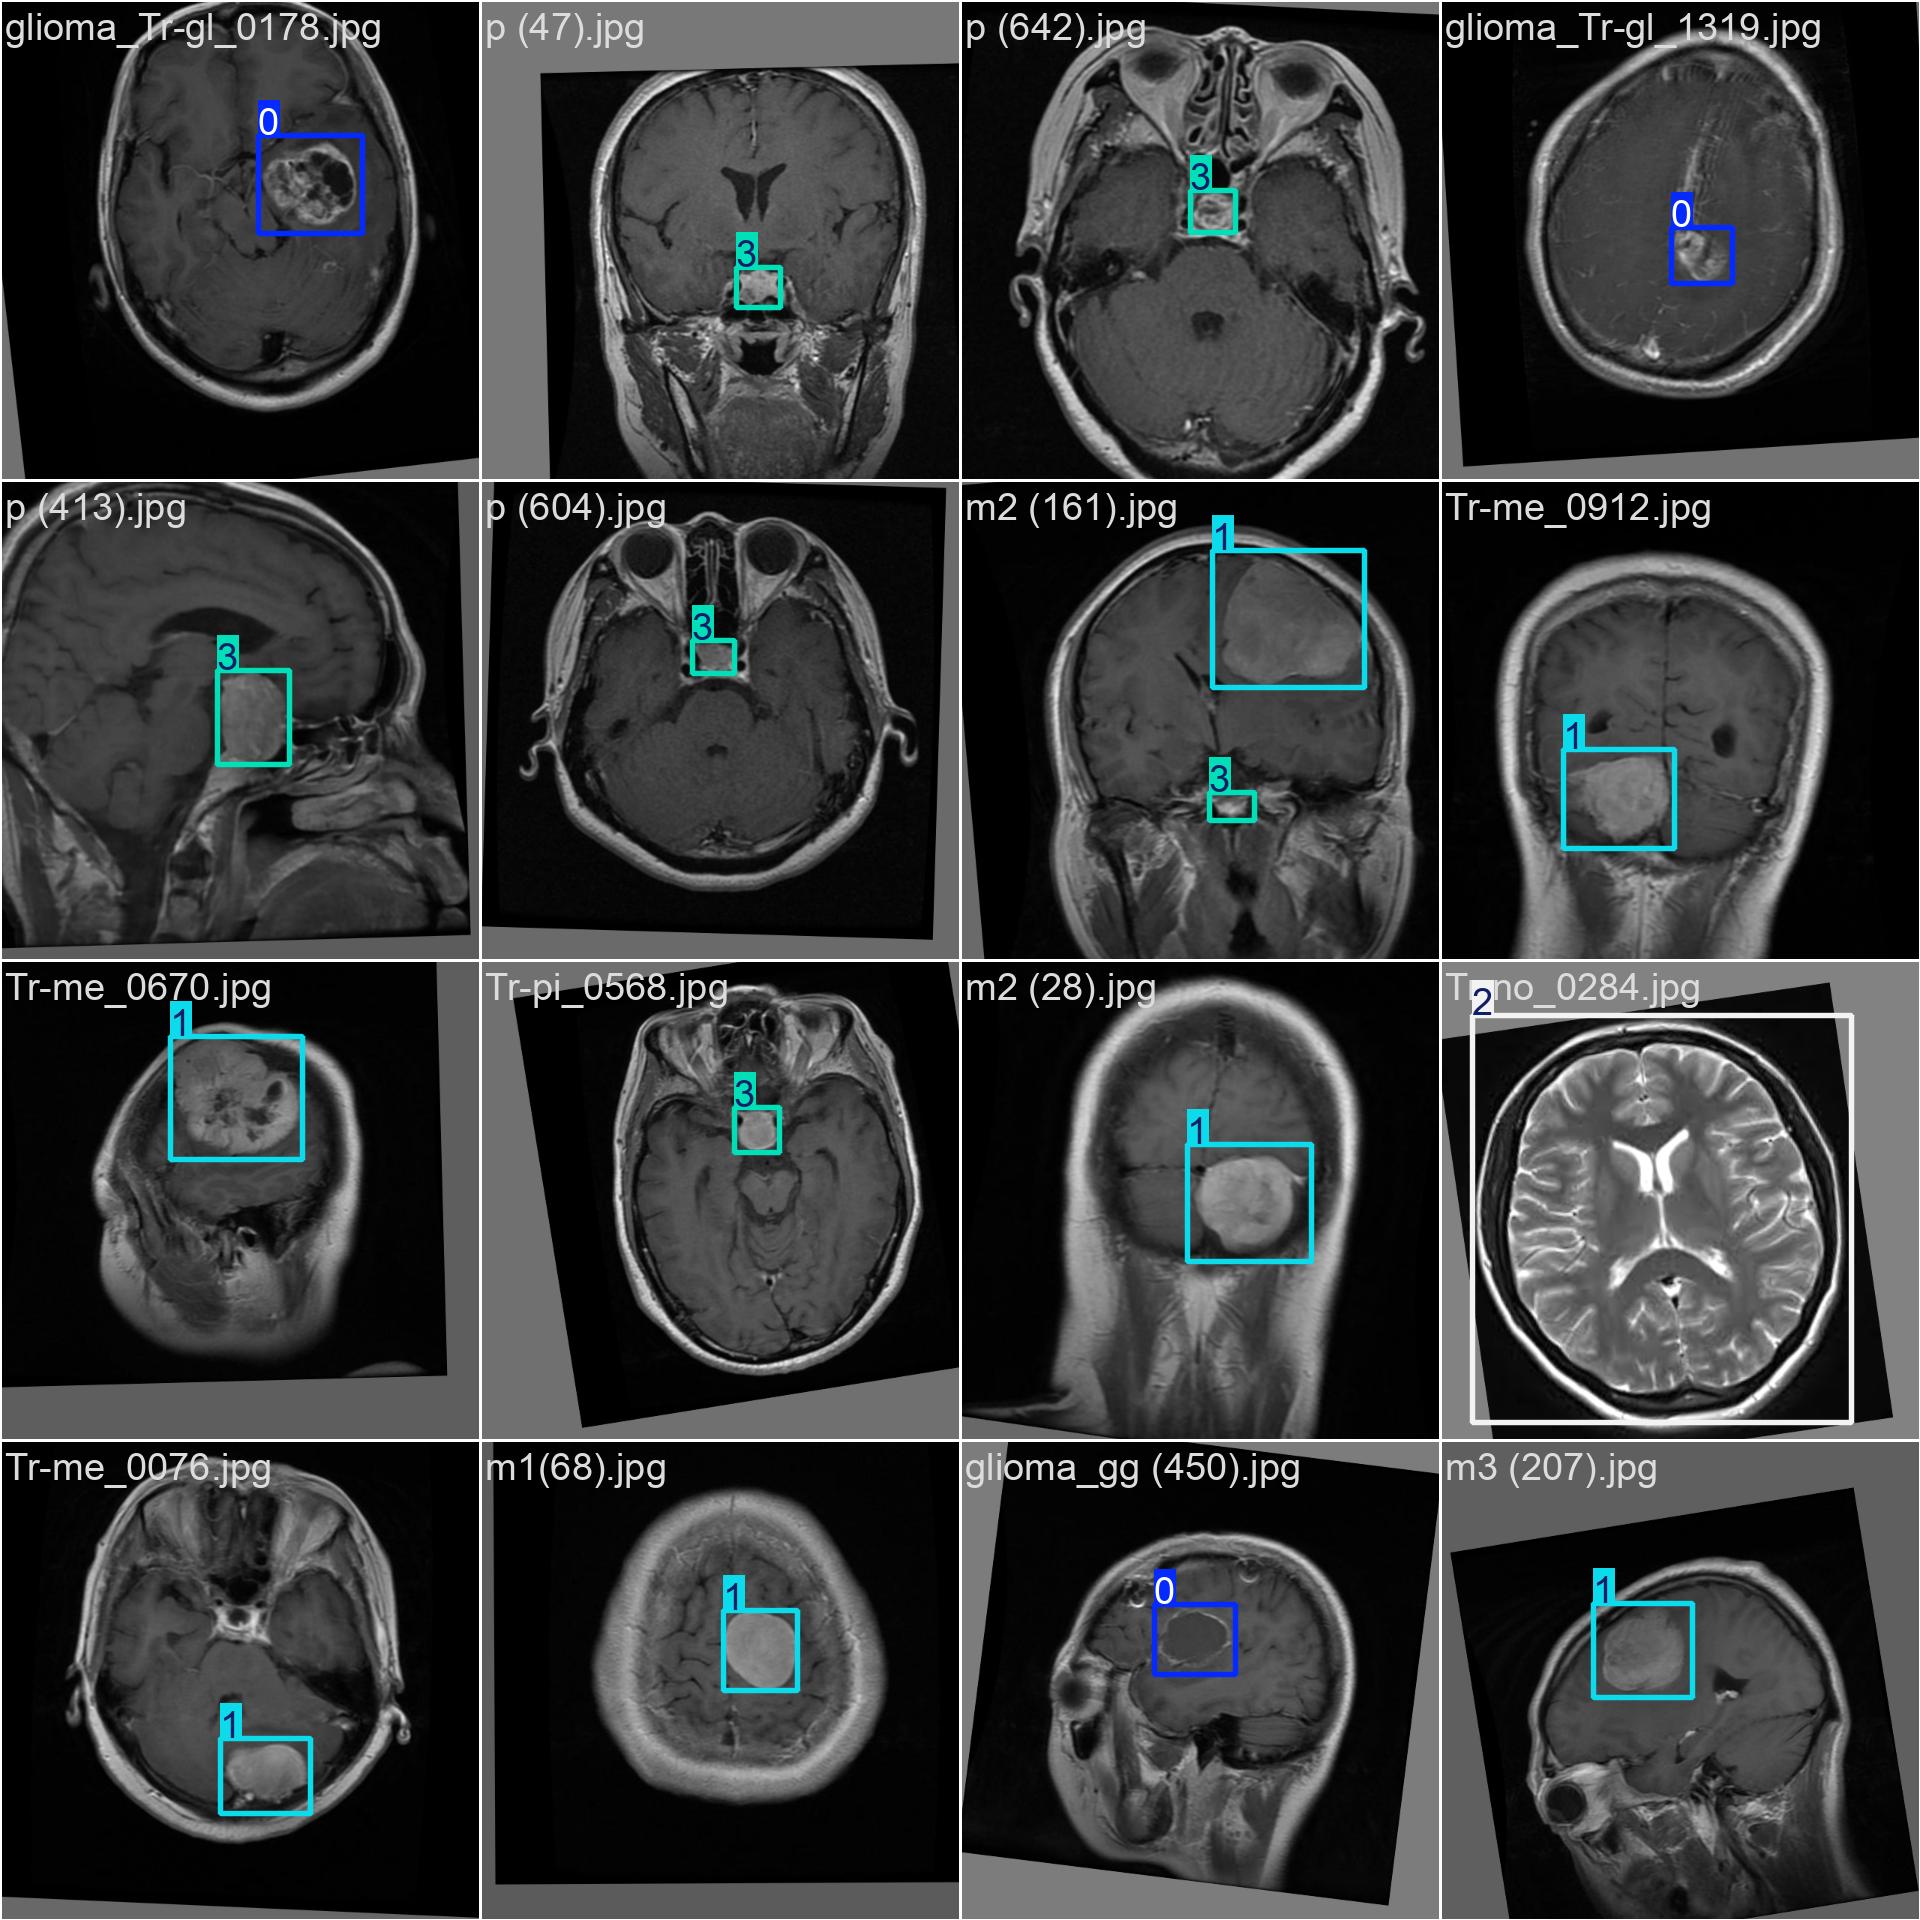 glioma_Tr-gl_0178.jpg
0
p (47).jpg
3
p (642).jpg
3
glioma_Tr-gl_1319.jpg
0
p (413).jpg
3
p (604).jpg
3
m2 (161).jpg
1
3
Tr-me_0912.jpg
1
Tr-me_0670.jpg
1
Tr-pi_0568.jpg
3
m2 (28).jpg
1
Tr-no_0284.jpg
2
Tr-me_0076.jpg
1
m1(68).jpg
1
glioma_gg (450).jpg
0
m3 (207).jpg
1